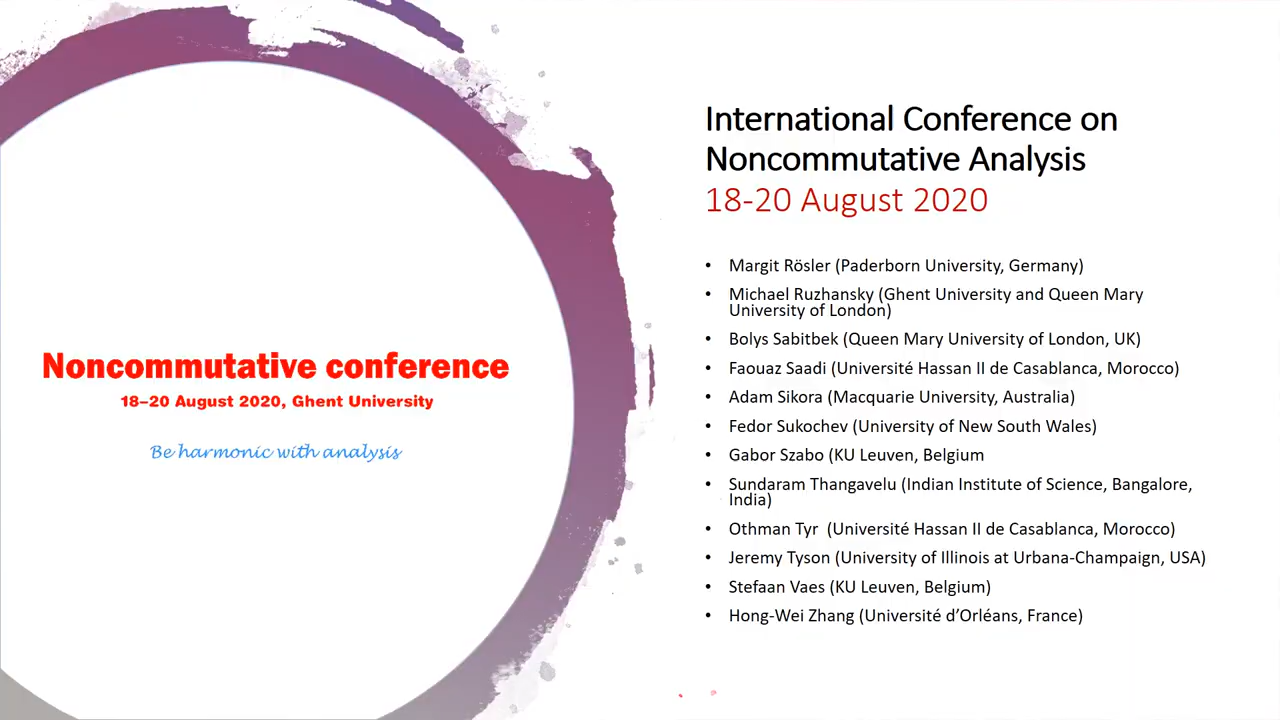 Noncommutative conference
18–20 August 2020, Ghent University
Be harmonic with analysis
International Conference on
Noncommutative Analysis
18-20 August 2020
• Margit Rösler (Paderborn University, Germany)
• Michael Ruzhansky (Ghent University and Queen Mary
University of London)
• Bolys Sabitbek (Queen Mary University of London, UK)
• Faouaz Saadi (Université Hassan II de Casablanca, Morocco)
• Adam Sikora (Macquarie University, Australia)
• Fedor Sukochev (University of New South Wales)
• Gabor Szabo (KU Leuven, Belgium
• Sundaram Thangavelu (Indian Institute of Science, Bangalore,
India)
• Othman Tyr  (Université Hassan II de Casablanca, Morocco)
• Jeremy Tyson (University of Illinois at Urbana-Champaign, USA)
• Stefaan Vaes (KU Leuven, Belgium)
• Hong-Wei Zhang (Université d’Orléans, France)